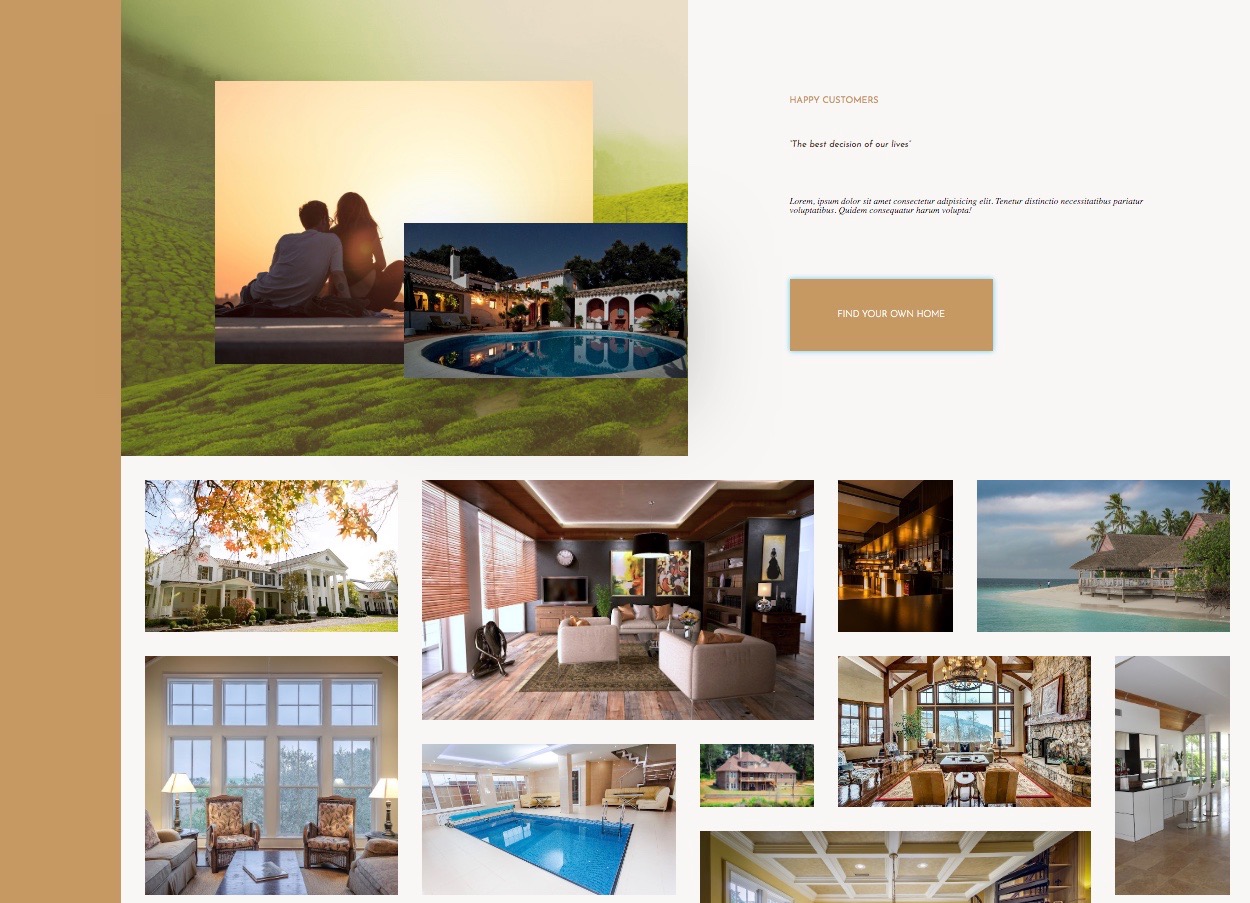 HAPPY CUSTOMERS
"The best decision of our lives"
Lorem, ipsum dolor sit amet consectetur adipisicing elit. Tenetur distinctio necessitatibus pariatur
voluptatibus. Quidem consequatur harum volupta!
FIND YOUR OWN HOME